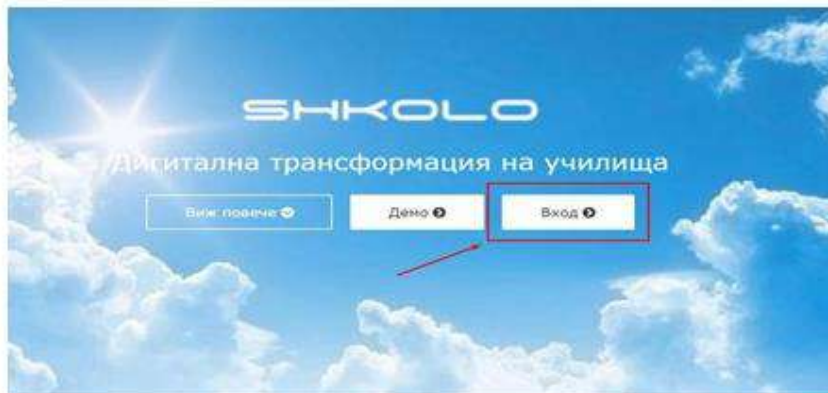 SHKOLO
Дигитална трансформация на училища
Виж повече
Демо
Вход